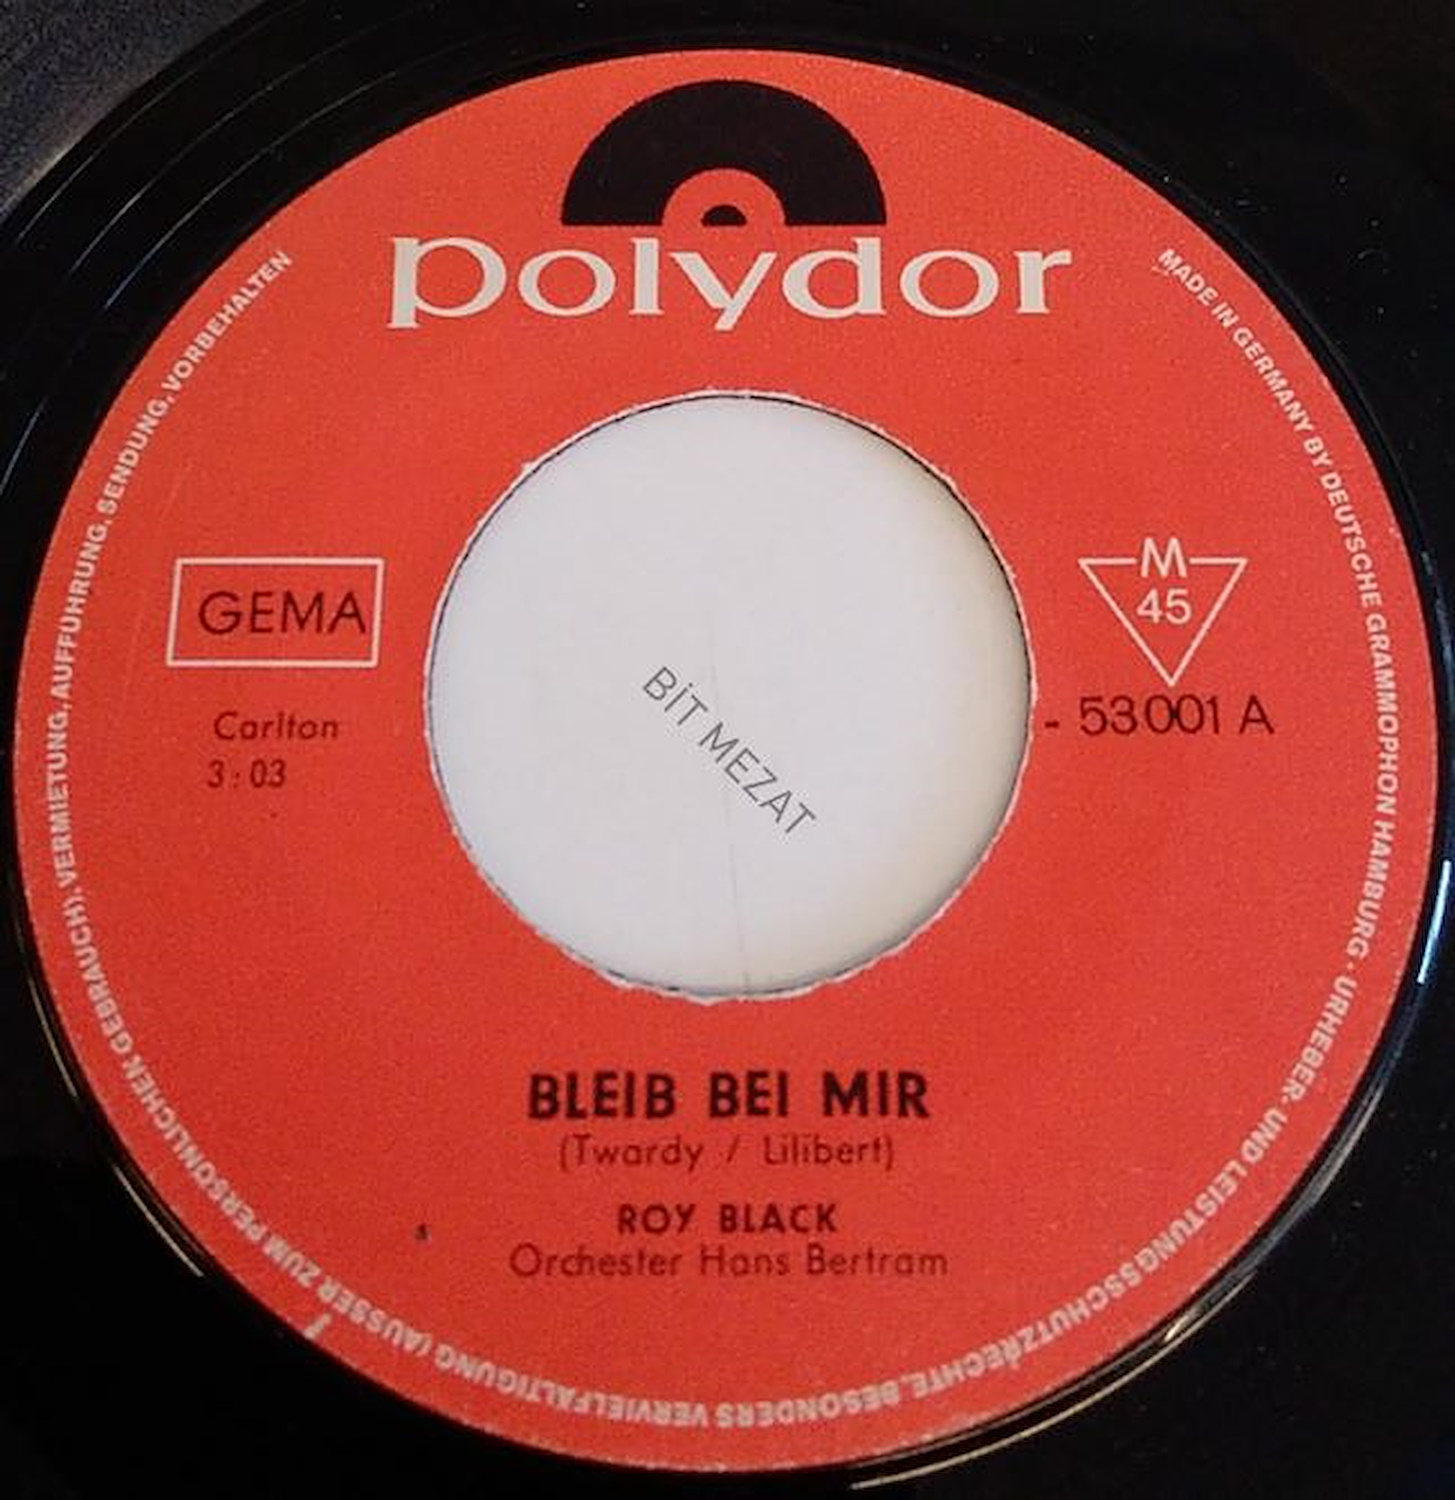 polydor
MADE IN GERMANY BY DEUTSCHE GRAMMOPHON HAMBURG · URHEBER- UND LEISTUNGSSCHUTZRECHTE, BESONDERS VERVIELFÄLTIGUNG (AUSSER ZUM PERSÖNLICHEN GEBRAUCH), VERMIETUNG, AUFFÜHRUNG, SENDUNG, VORBEHALTEN
GEMA
M
45
Carlton
3:03
- 53001 A
BİT MEZAT
BLEIB BEI MIR
(Twardy / Lilibert)
ROY BLACK
Orchester Hans Bertram